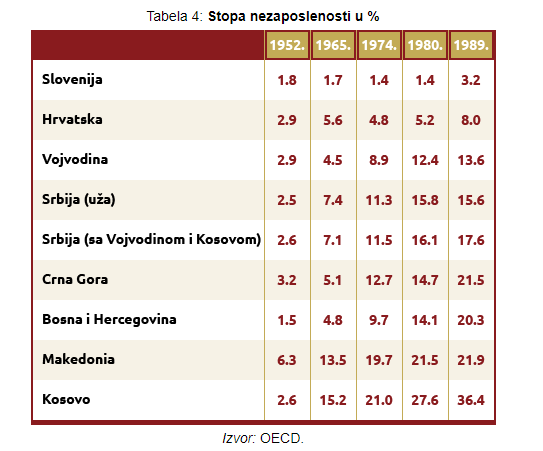 Tabela 4: Stopa nezaposlenosti u %
1952. 1965. 1974. 1980. 1989.
Slovenija 1.8 1.7 1.4 1.4 3.2
Hrvatska 2.9 5.6 4.8 5.2 8.0
Vojvodina 2.9 4.5 8.9 12.4 13.6
Srbija (uža) 2.5 7.4 11.3 15.8 15.6
Srbija (sa Vojvodinom i Kosovom) 2.6 7.1 11.5 16.1 17.6
Crna Gora 3.2 5.1 12.7 14.7 21.5
Bosna i Hercegovina 1.5 4.8 9.7 14.1 20.3
Makedonia 6.3 13.5 19.7 21.5 21.9
Kosovo 2.6 15.2 21.0 27.6 36.4
Izvor: OECD.